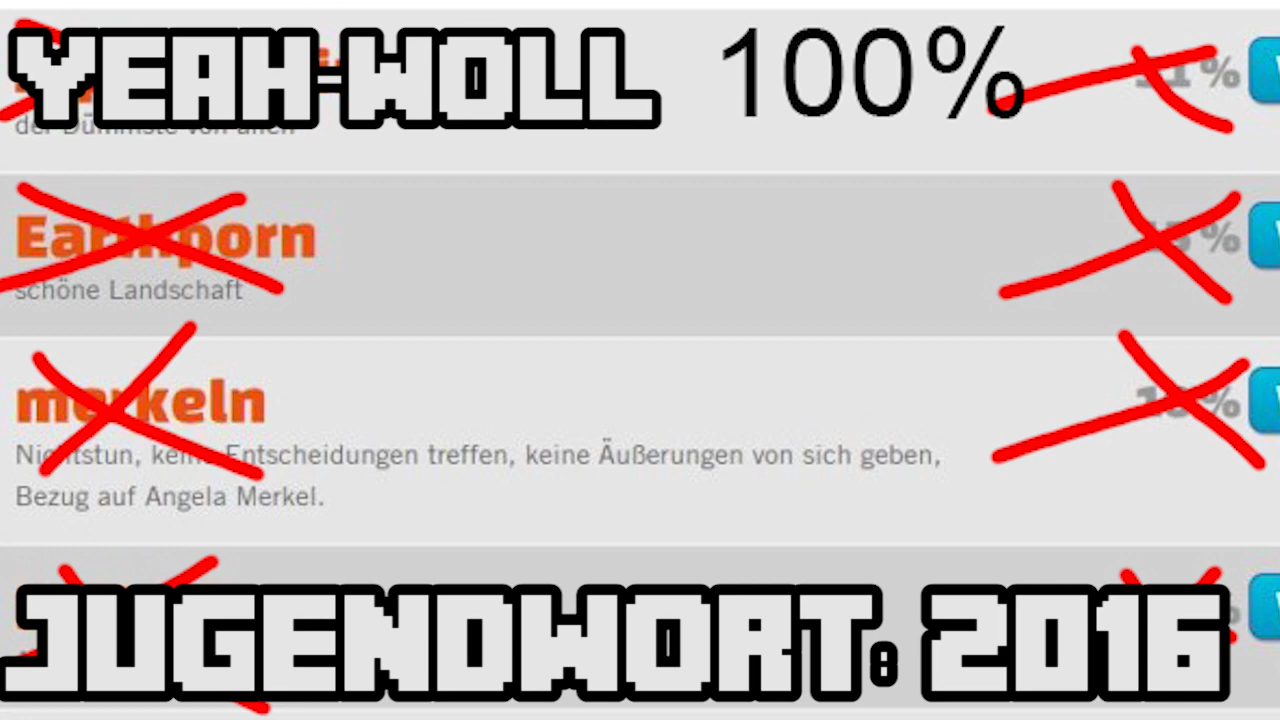 YEAH-WOLL 100%
%
der Dümmste von allen
Earthporn
15 %
schöne Landschaft
merkeln
%
Nichtstun, keine Entscheidungen treffen, keine Äußerungen von sich geben,
Bezug auf Angela Merkel.
JUGENDWORT: 2016